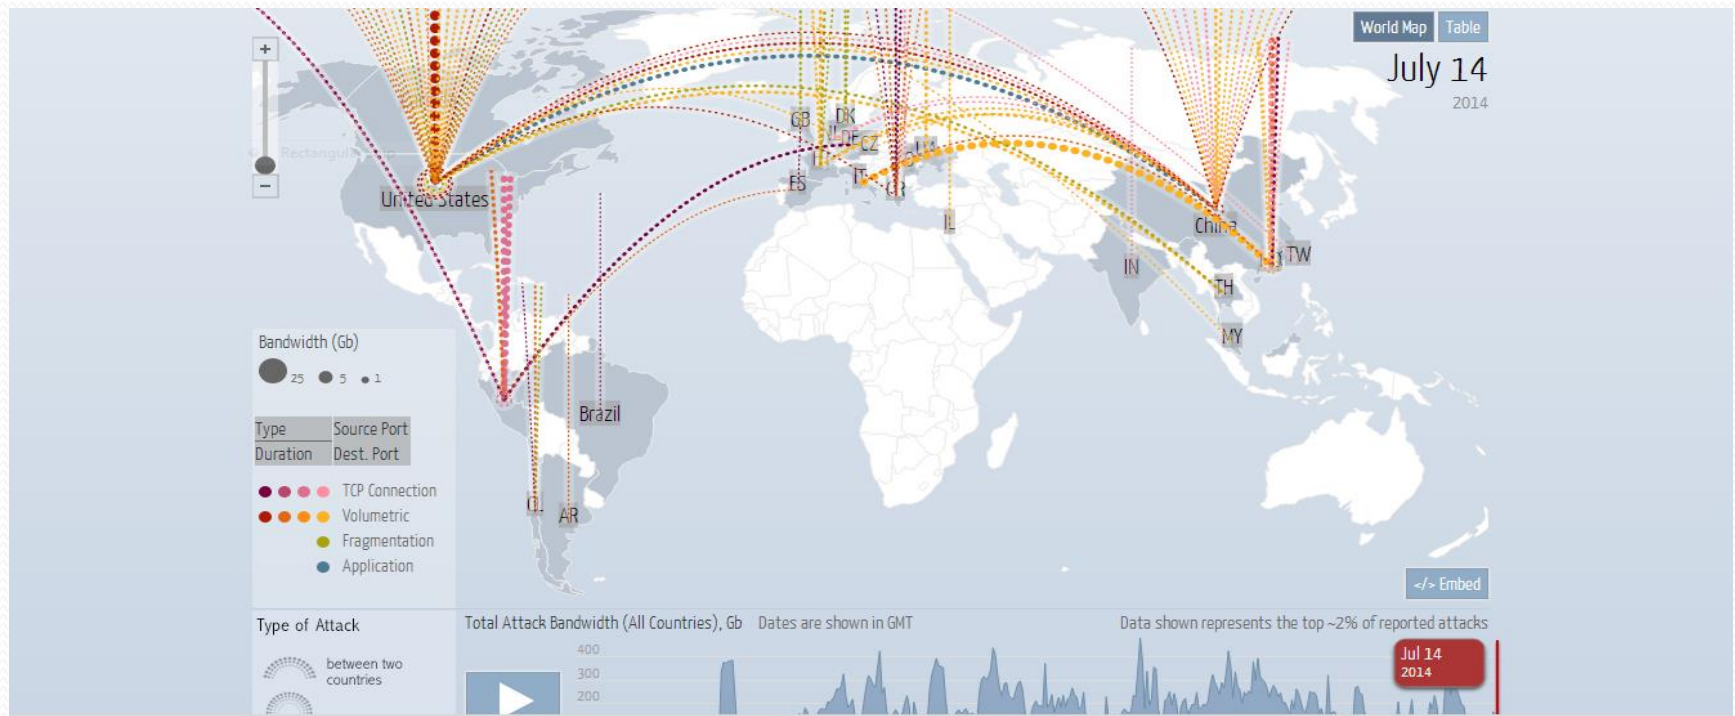 World Map
Table
July 14
2014
+
−
United States
GB
DK
DE
CZ
ES
IT
GR
IL
China
TW
IN
TH
MY
Brazil
CL
AR
Bandwidth (Gb)
25 5 1
Type Source Port
Duration Dest. Port
TCP Connection
Volumetric
Fragmentation
Application
</> Embed
Type of Attack
between two
countries
Total Attack Bandwidth (All Countries), Gb Dates are shown in GMT Data shown represents the top ~2% of reported attacks
400
300
200
Jul 14
2014